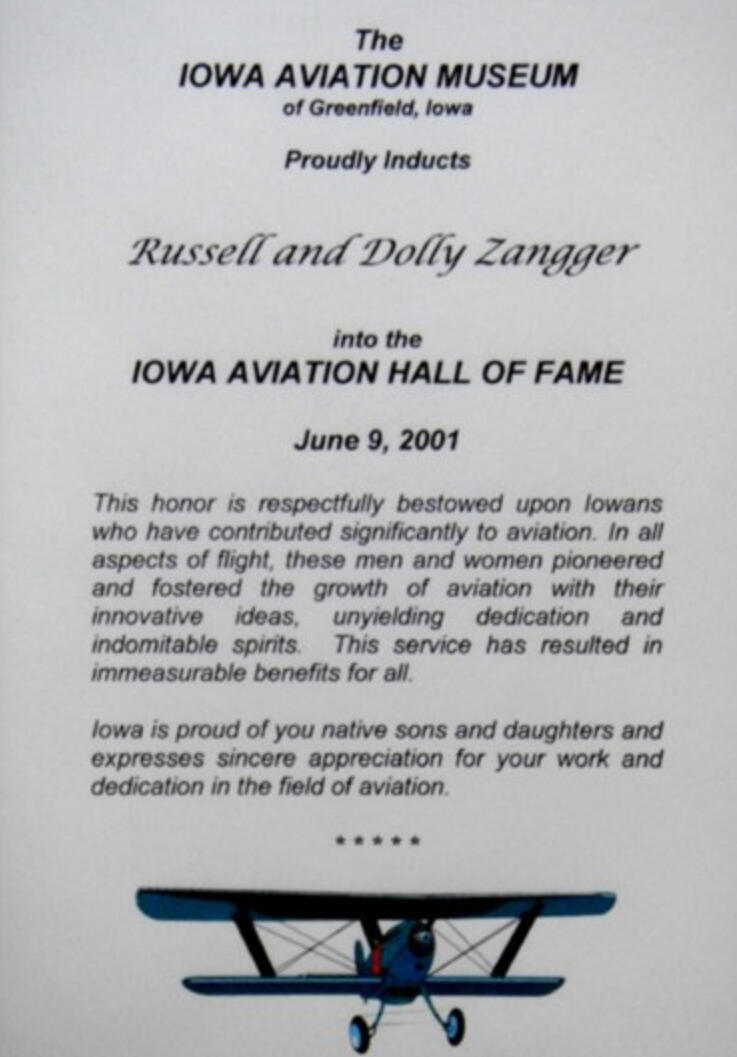 The
IOWA AVIATION MUSEUM
of Greenfield, Iowa
Proudly Inducts
Russell and Dolly Zangger
into the
IOWA AVIATION HALL OF FAME
June 9, 2001
This honor is respectfully bestowed upon Iowans
who have contributed significantly to aviation. In all
aspects of flight, these men and women pioneered
and fostered the growth of aviation with their
innovative ideas, unyielding dedication and
indomitable spirits. This service has resulted in
immeasurable benefits for all.
Iowa is proud of you native sons and daughters and
expresses sincere appreciation for your work and
dedication in the field of aviation.
* * * * *